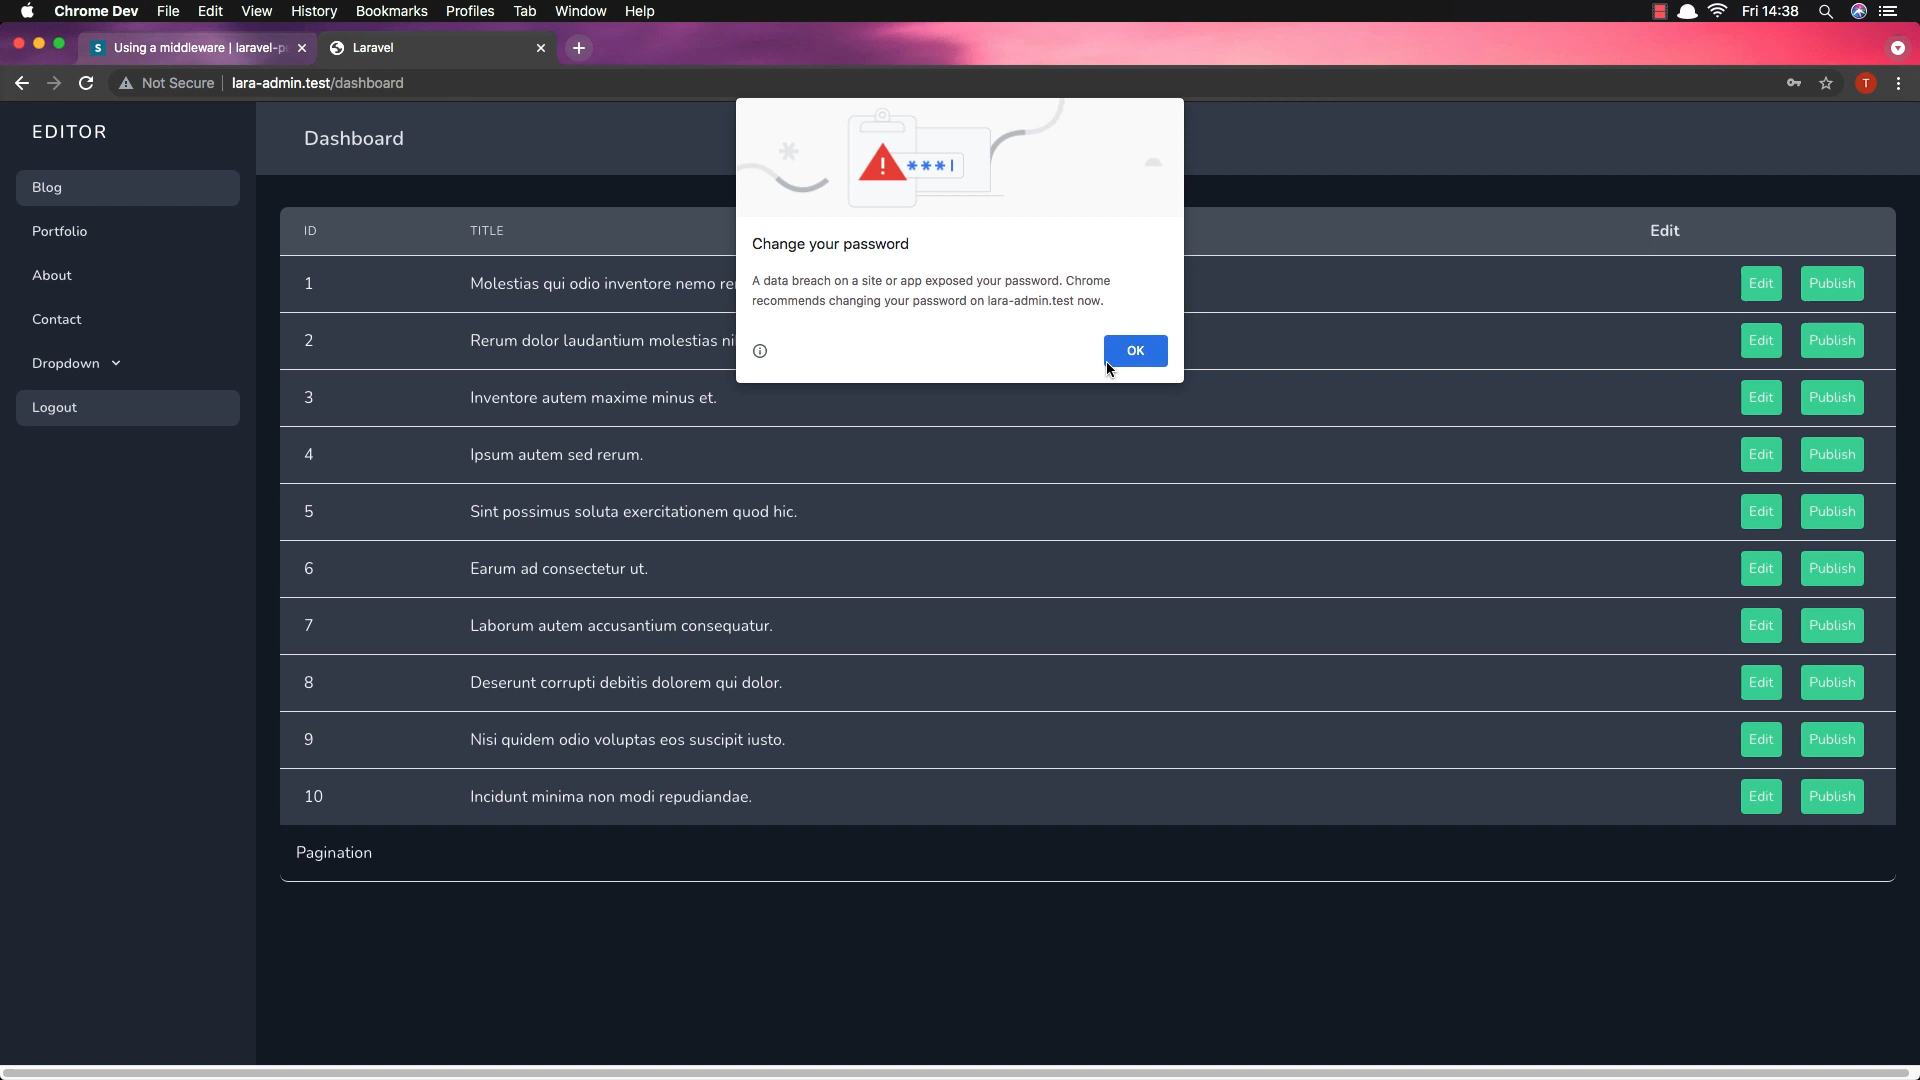 Chrome Dev File Edit View History Bookmarks Profiles Tab Window Help Fri 14:38
Using a middleware | laravel-p Laravel
Not Secure lara-admin.test/dashboard T
EDITOR
Blog
Portfolio
About
Contact
Dropdown
Logout
Dashboard
ID TITLE Edit
1 Molestias qui odio inventore nemo Edit Publish
2 Rerum dolor laudantium molestias Edit Publish
3 Inventore autem maxime minus et. Edit Publish
4 Ipsum autem sed rerum. Edit Publish
5 Sint possimus soluta exercitationem quod hic. Edit Publish
6 Earum ad consectetur ut. Edit Publish
7 Laborum autem accusantium consequatur. Edit Publish
8 Deserunt corrupti debitis dolorem qui dolor. Edit Publish
9 Nisi quidem odio voluptas eos suscipit iusto. Edit Publish
10 Incidunt minima non modi repudiandae. Edit Publish
Pagination
***|
Change your password
A data breach on a site or app exposed your password. Chrome
recommends changing your password on lara-admin.test now.
OK